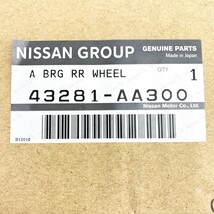 NISSAN GROUP
GENUINE PARTS
Made in Japan
A BRG RR WHEEL
QTY
1
43281-AA300
Nissan Motor Co., Ltd